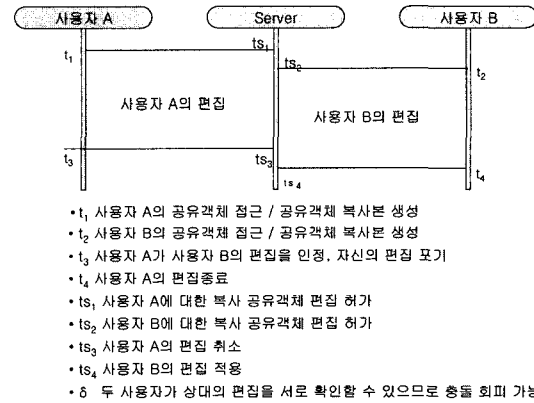 사용자 A
Server
사용자 B
t₁
ts₁
ts₂
t₂
사용자 A의 편집
사용자 B의 편집
t₃
ts₃
ts₄
t₄
• t₁ 사용자 A의 공유객체 접근 / 공유객체 복사본 생성
• t₂ 사용자 B의 공유객체 접근 / 공유객체 복사본 생성
• t₃ 사용자 A가 사용자 B의 편집을 인정, 자신의 편집 포기
• t₄ 사용자 A의 편집종료
• ts₁ 사용자 A에 대한 복사 공유객체 편집 허가
• ts₂ 사용자 B에 대한 복사 공유객체 편집 허가
• ts₃ 사용자 A의 편집 취소
• ts₄ 사용자 B의 편집 적용
• δ 두 사용자가 상대의 편집을 서로 확인할 수 있으므로 충돌 회피 가능